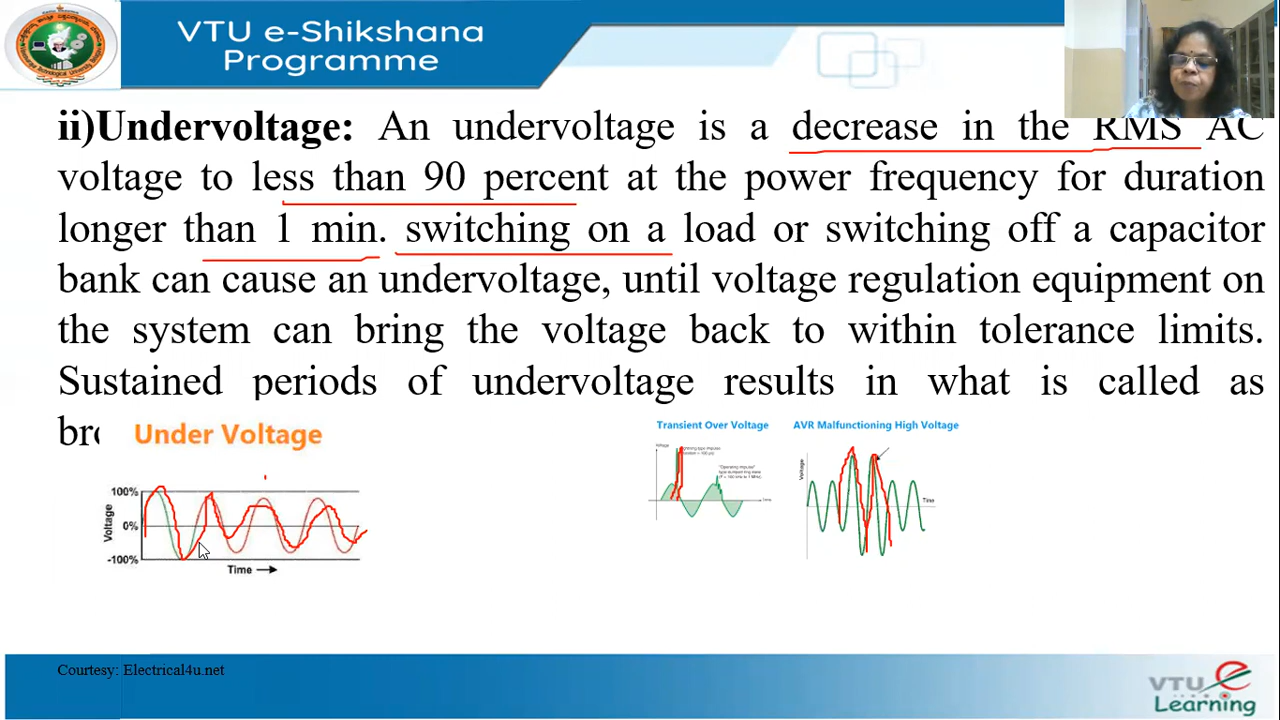 VTU e-Shikshana
Programme
ii)Undervoltage: An undervoltage is a decrease in the RMS AC
voltage to less than 90 percent at the power frequency for duration
longer than 1 min. switching on a load or switching off a capacitor
bank can cause an undervoltage, until voltage regulation equipment on
the system can bring the voltage back to within tolerance limits.
Sustained periods of undervoltage results in what is called as
Under Voltage
100%
0%
-100%
Voltage
Time
Transient Over Voltage
Voltage
Time
AVR Malfunctioning High Voltage
Voltage
Time
Courtesy: Electrical4u.net
VTU e
Learning